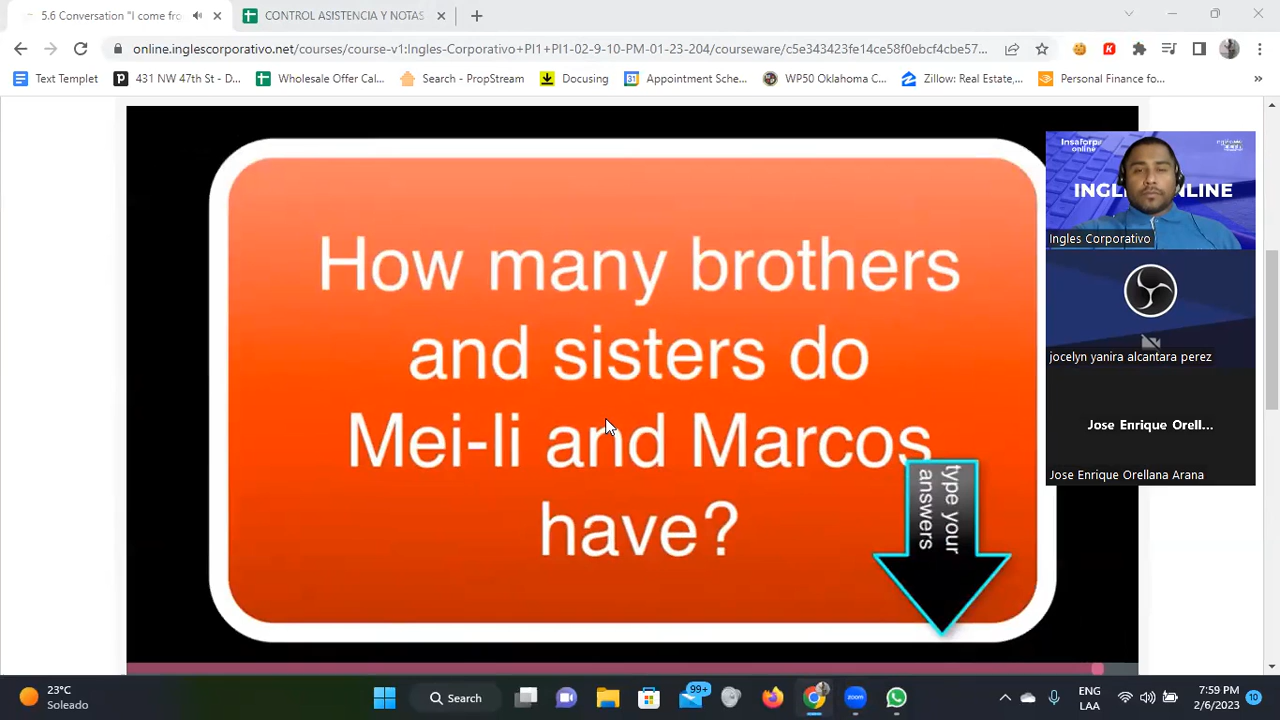 5.6 Conversation "I come fro
CONTROL ASISTENCIA Y NOTAS
online.inglescorporativo.net/courses/course-v1:Ingles-Corporativo+PI1+PI1-02-9-10-PM-01-23-204/courseware/c5e343423fe14ce58f0ebcf4cbe57...
Text Templet
431 NW 47th St - D...
Wholesale Offer Cal...
Search - PropStream
Docusing
Appointment Sche...
WP50 Oklahoma C...
Zillow: Real Estate,...
Personal Finance fo...
»
How many brothers
and sisters do
Mei-li and Marcos
have?
type your
answers
Insaforp
online
Ingles Corporativo
jocelyn yanira alcantara perez
Jose Enrique Orell...
Jose Enrique Orellana Arana
23°C
Soleado
Search
99+
zoom
ENG
LAA
7:59 PM
2/6/2023
10